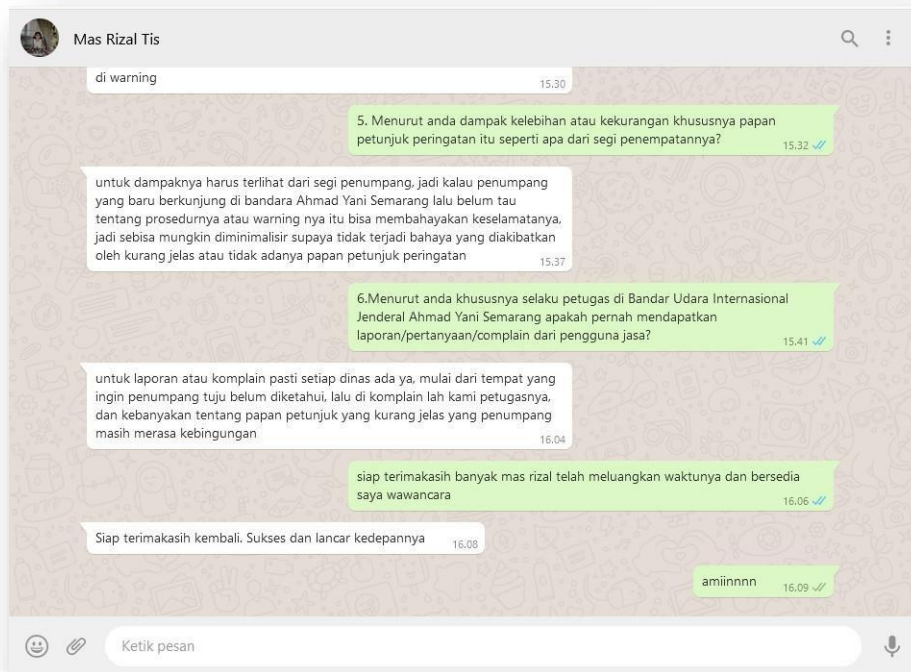 Mas Rizal Tis
di warning
15.30
5. Menurut anda dampak kelebihan atau kekurangan khususnya papan
petunjuk peringatan itu seperti apa dari segi penempatannya?
15.32
untuk dampaknya harus terlihat dari segi penumpang, jadi kalau penumpang
yang baru berkunjung di bandara Ahmad Yani Semarang lalu belum tau
tentang prosedurnya atau warning nya itu bisa membahayakan keselamatanya,
jadi sebisa mungkin diminimalisir supaya tidak terjadi bahaya yang diakibatkan
oleh kurang jelas atau tidak adanya papan petunjuk peringatan
15.37
6.Menurut anda khususnya selaku petugas di Bandar Udara Internasional
Jenderal Ahmad Yani Semarang apakah pernah mendapatkan
laporan/pertanyaan/complain dari pengguna jasa?
15.41
untuk laporan atau komplain pasti setiap dinas ada ya, mulai dari tempat yang
ingin penumpang tuju belum diketahui, lalu di komplain lah kami petugasnya,
dan kebanyakan tentang papan petunjuk yang kurang jelas yang penumpang
masih merasa kebingungan
16.04
siap terimakasih banyak mas rizal telah meluangkan waktunya dan bersedia
saya wawancara
16.06
Siap terimakasih kembali. Sukses dan lancar kedepannya
16.08
amiinnnn
16.09
Ketik pesan